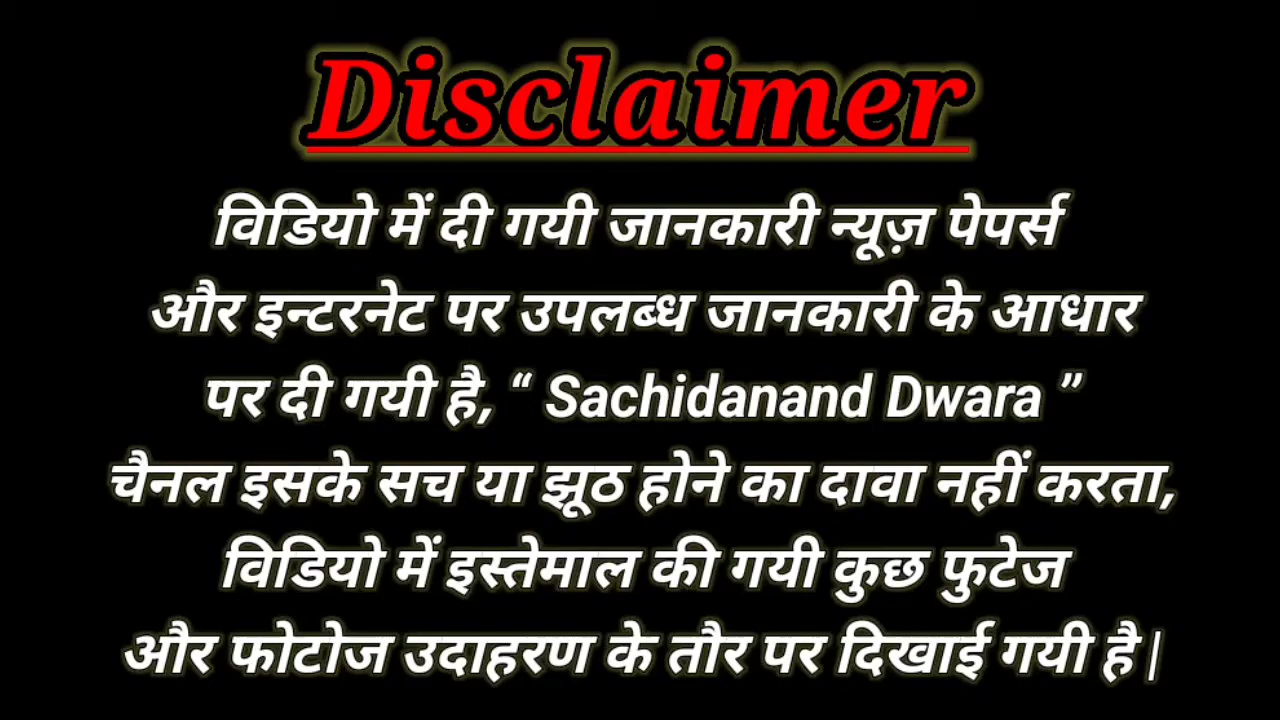 Disclaimer
विडियो में दी गयी जानकारी न्यूज़ पेपर्स
और इन्टरनेट पर उपलब्ध जानकारी के आधार
पर दी गयी है, “ Sachidanand Dwara ”
चैनल इसके सच या झूठ होने का दावा नहीं करता,
विडियो में इस्तेमाल की गयी कुछ फुटेज
और फोटोज उदाहरण के तौर पर दिखाई गयी है |